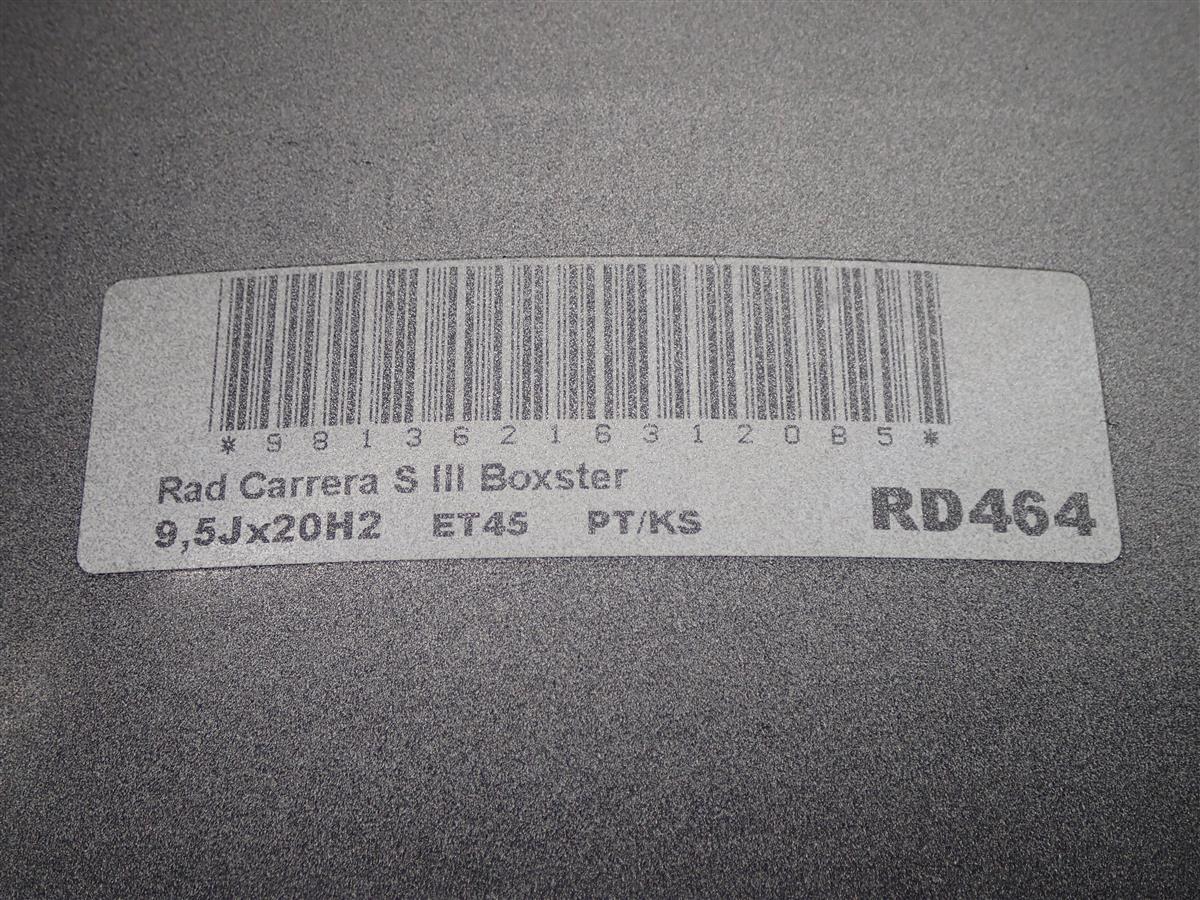 *98136216312085*
Rad Carrera S III Boxster
9,5Jx20H2 ET45 PT/KS
RD464